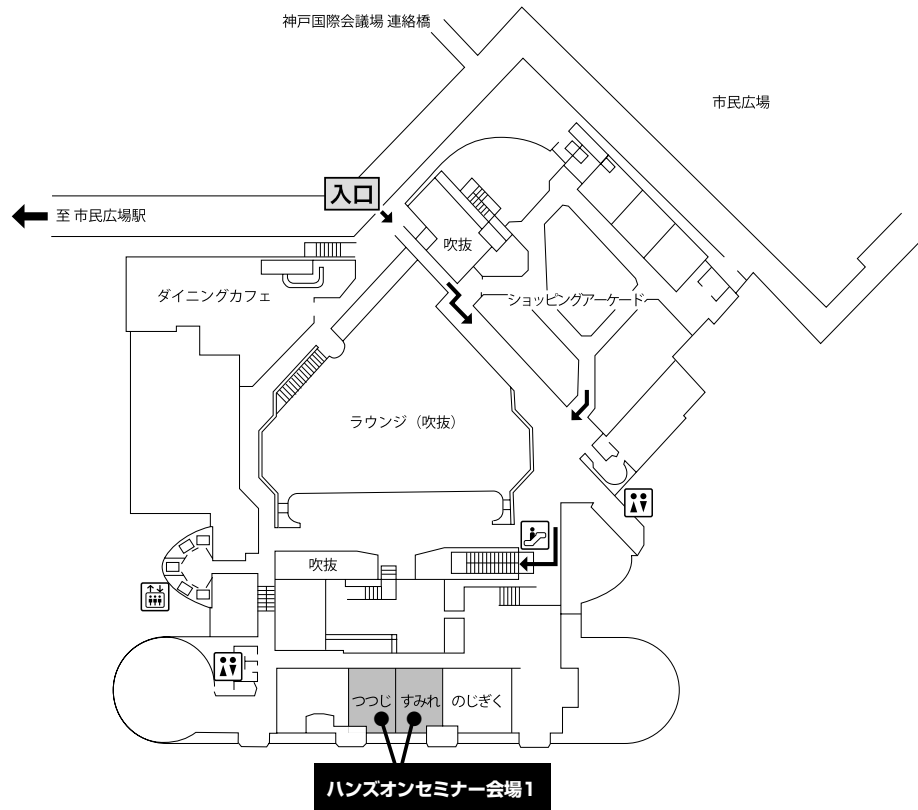 神戸国際会議場 連絡橋
市民広場
入口
至 市民広場駅
吹抜
ダイニングカフェ
ショッピングアーケード
ラウンジ（吹抜）
吹抜
つつじ
すみれ
のじぎく
ハンズオンセミナー会場1